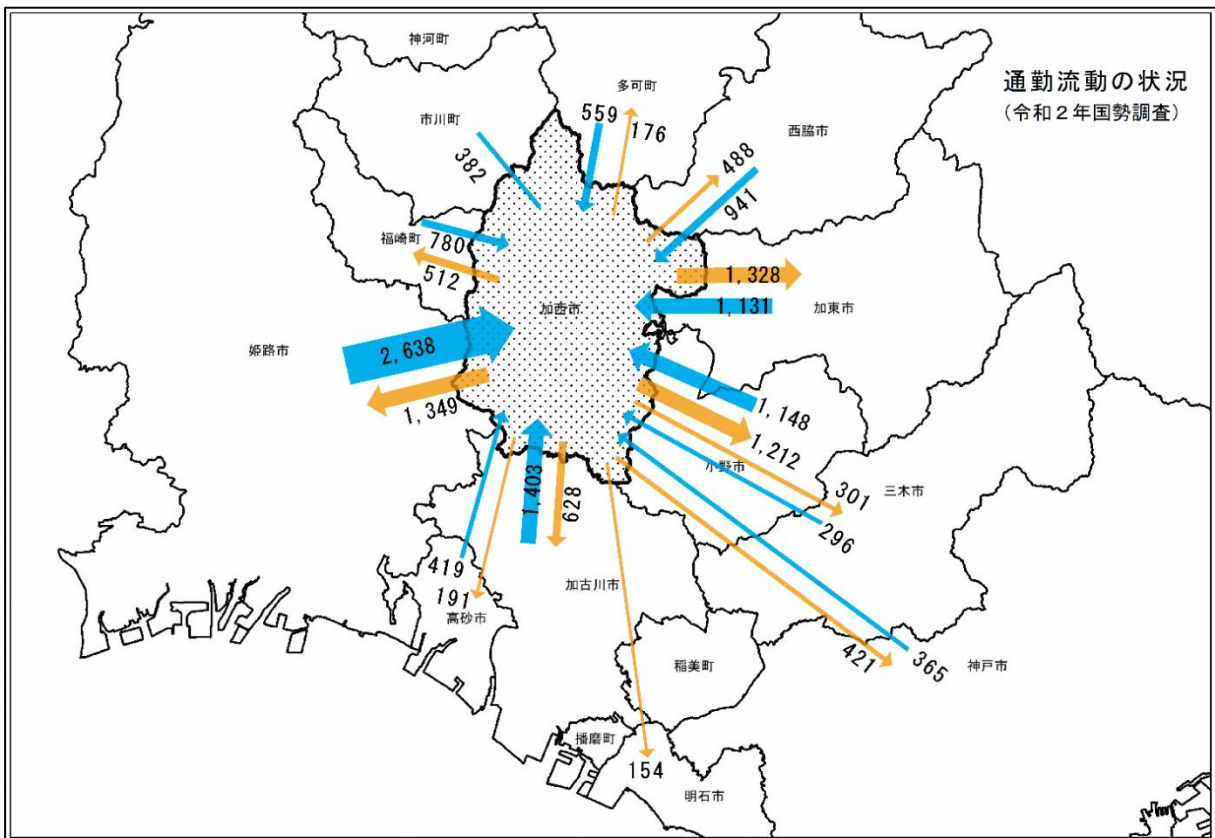 神河町
通勤流動の状況
(令和2年国勢調査)
多可町
市川町
559
176
西脇市
382
488
941
福崎町
780
512
1,328
加西市
1,131
加東市
姫路市
2,638
1,349
1,148
1,212
小野市
三木市
301
296
1,403
628
419
191
高砂市
加古川市
421
365
神戸市
稲美町
播磨町
154
明石市